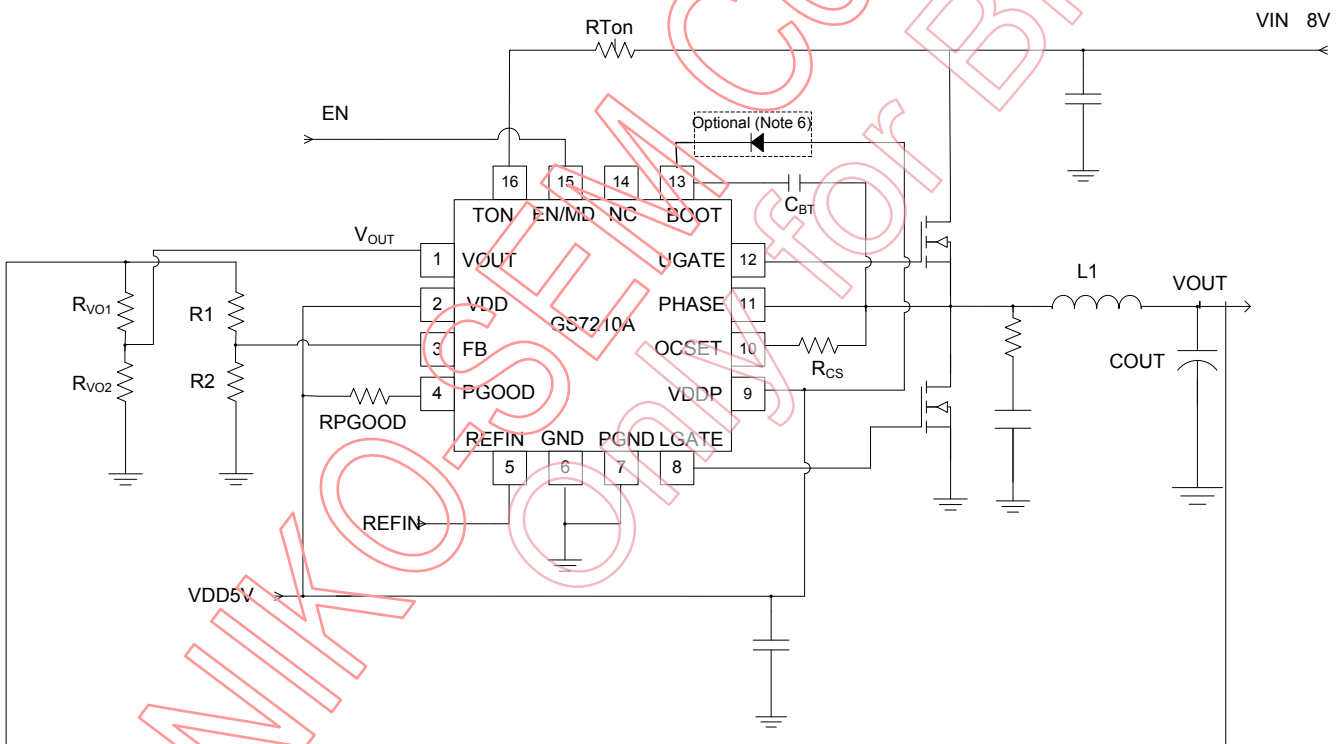 RTon
VIN 8V
EN
Optional (Note 6)
16
15
14
13
TON
EN/MD
NC
BOOT
CBT
VOUT
1
VOUT
UGATE
12
L1
VOUT
2
VDD
PHASE
11
RVO1
R1
GS7210A
3
FB
OCSET
10
COUT
RVO2
R2
RCS
4
PGOOD
VDDP
9
RPGOOD
REFIN
GND
PGND
LGATE
5
6
7
8
REFIN
VDD5V
NIKO-SEM
only for